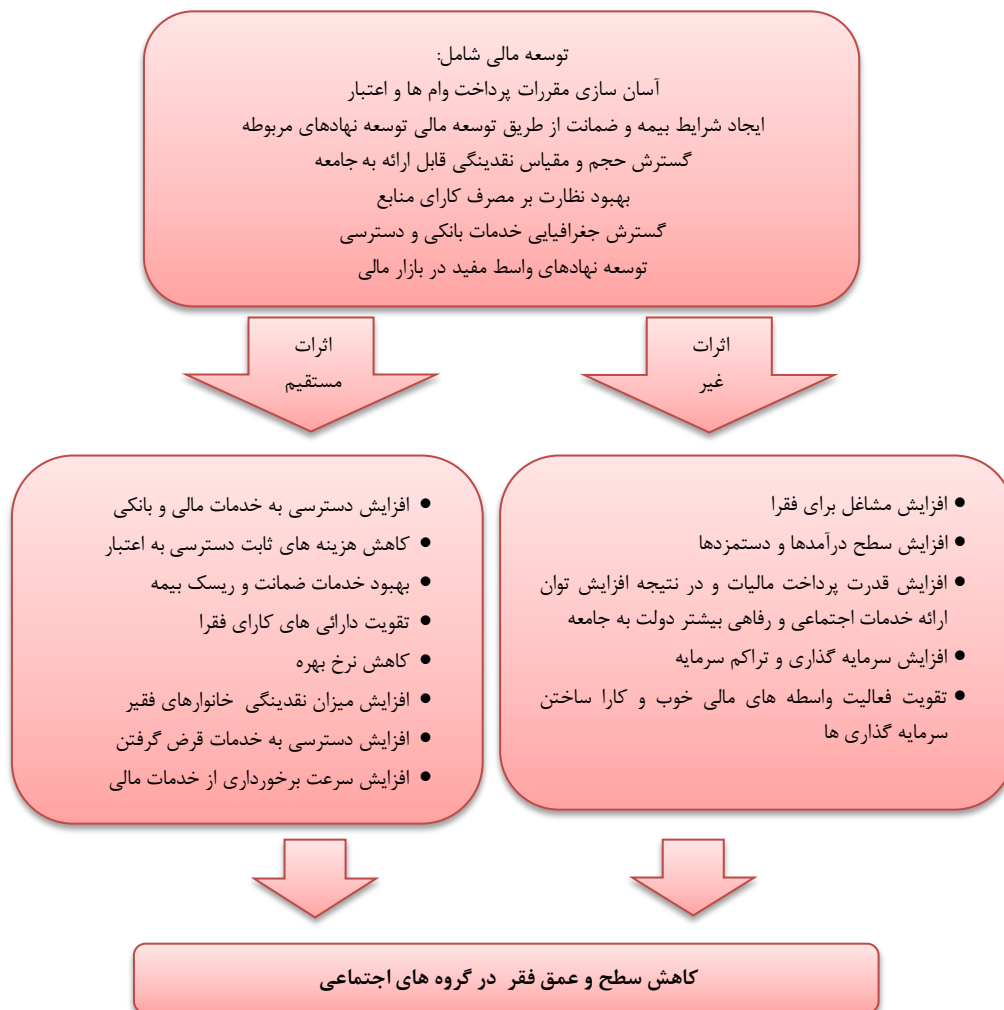 توسعه مالی شامل:
آسان سازی مقررات پرداخت وام ها و اعتبار
ایجاد شرایط بیمه و ضمانت از طریق توسعه مالی توسعه نهادهای مربوطه
گسترش حجم و مقیاس نقدینگی قابل ارائه به جامعه
بهبود نظارت بر مصرف کارای منابع
گسترش جغرافیایی خدمات بانکی و دسترسی
توسعه نهادهای واسط مفید در بازار مالی
اثرات
غیر
اثرات
مستقیم
• افزایش مشاغل برای فقرا
• افزایش سطح درآمدها و دستمزدها
• افزایش قدرت پرداخت مالیات و در نتیجه افزایش توان
ارائه خدمات اجتماعی و رفاهی بیشتر دولت به جامعه
• افزایش سرمایه گذاری و تراکم سرمایه
• تقویت فعالیت واسطه های مالی خوب و کارا ساختن
سرمایه گذاری ها
• افزایش دسترسی به خدمات مالی و بانکی
• کاهش هزینه های ثابت دسترسی به اعتبار
• بهبود خدمات ضمانت و ریسک بیمه
• تقویت دارائی های کارای فقرا
• کاهش نرخ بهره
• افزایش میزان نقدینگی خانوارهای فقیر
• افزایش دسترسی به خدمات قرض گرفتن
• افزایش سرعت برخورداری از خدمات مالی
کاهش سطح و عمق فقر در گروه های اجتماعی